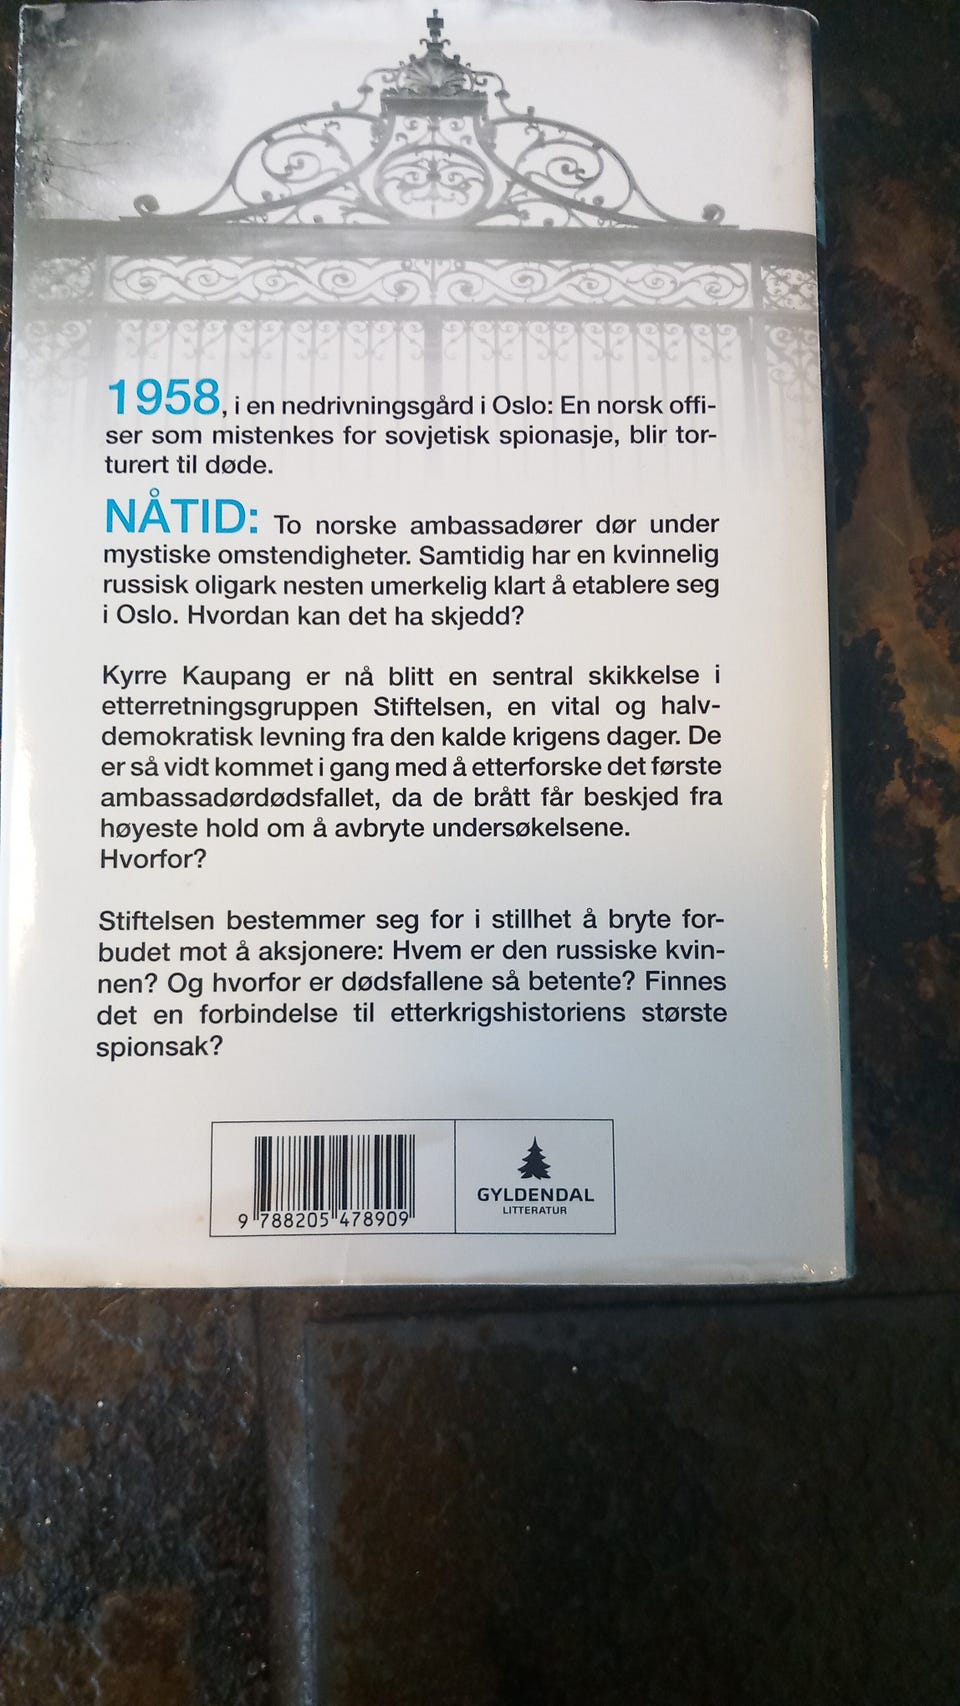 1958, i en nedrivningsgård i Oslo: En norsk offi-
ser som mistenkes for sovjetisk spionasje, blir tor-
turert til døde.
NÅTID: To norske ambassadører dør under
mystiske omstendigheter. Samtidig har en kvinnelig
russisk oligark nesten umerkelig klart å etablere seg
i Oslo. Hvordan kan det ha skjedd?
Kyrre Kaupang er nå blitt en sentral skikkelse i
etterretningsgruppen Stiftelsen, en vital og halv-
demokratisk levning fra den kalde krigens dager. De
er så vidt kommet i gang med å etterforske det første
ambassadørdødsfallet, da de brått får beskjed fra
høyeste hold om å avbryte undersøkelsene.
Hvorfor?
Stiftelsen bestemmer seg for i stillhet å bryte for-
budet mot å aksjonere: Hvem er den russiske kvin-
nen? Og hvorfor er dødsfallene så betente? Finnes
det en forbindelse til etterkrigshistoriens største
spionsak?
9 788205 478909
GYLDENDAL
LITTERATUR